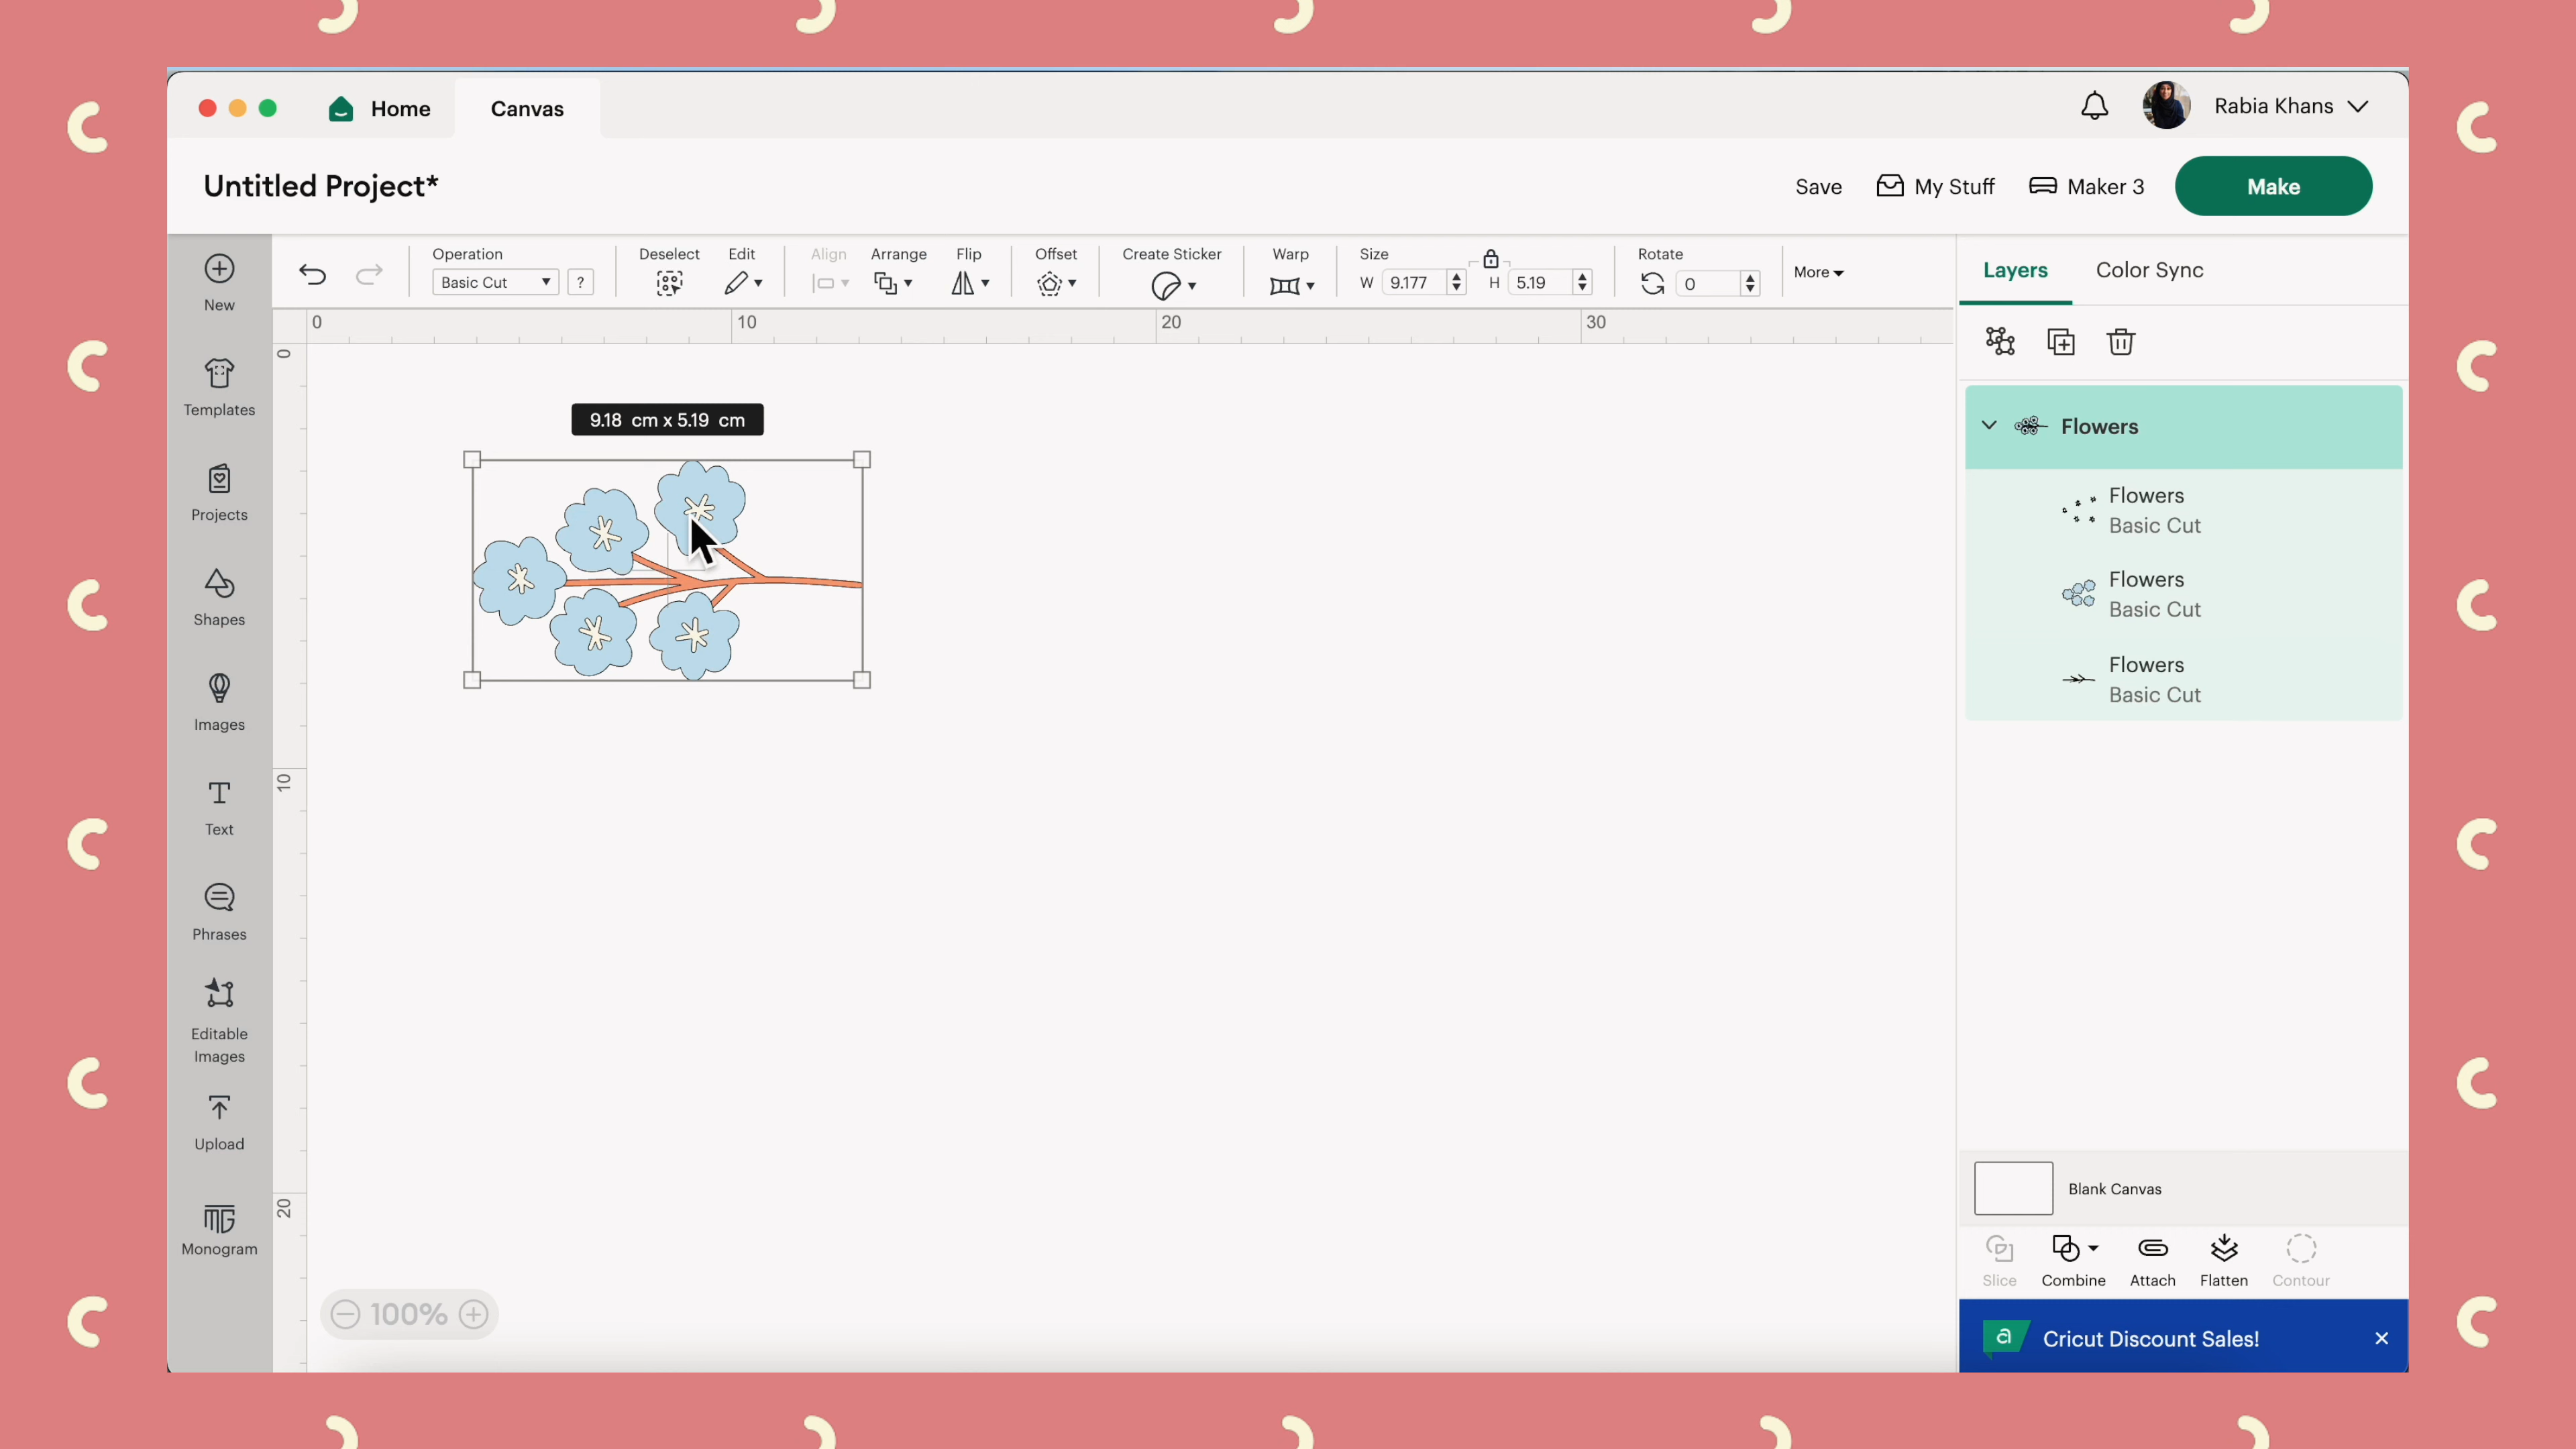 Home
Canvas
Rabia Khans
Untitled Project*
Save
My Stuff
Maker 3
Make
New
Templates
Projects
Shapes
Images
Text
Phrases
Editable
Images
Upload
Monogram
Operation
Basic Cut
?
Deselect
Edit
Align
Arrange
Flip
Offset
Create Sticker
Warp
Size
W 9.177
H 5.19
Rotate
0
More
0
10
20
30
0
10
20
9.18 cm x 5.19 cm
100%
Layers
Color Sync
Flowers
Flowers
Basic Cut
Flowers
Basic Cut
Flowers
Basic Cut
Blank Canvas
Slice
Combine
Attach
Flatten
Contour
a
Cricut Discount Sales!